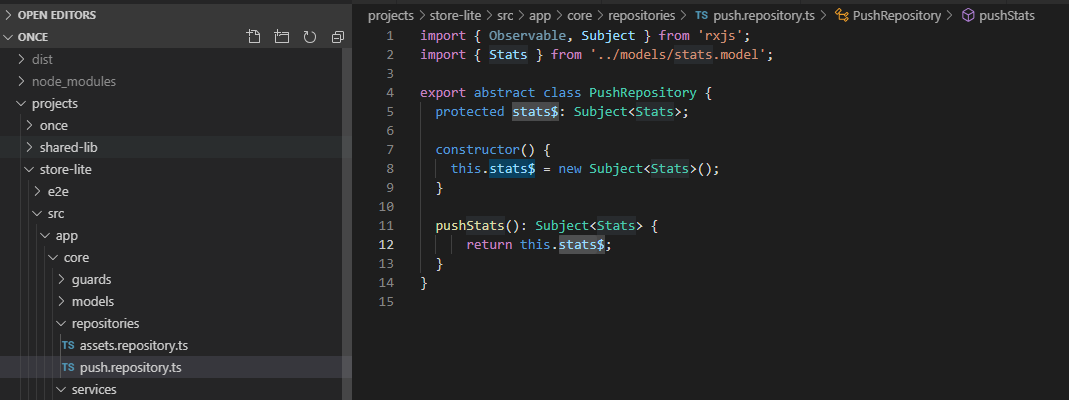 OPEN EDITORS
ONCE
dist
node_modules
projects
once
shared-lib
store-lite
e2e
src
app
core
guards
models
repositories
TS assets.repository.ts
TS push.repository.ts
services
projects > store-lite > src > app > core > repositories > TS push.repository.ts > PushRepository > pushStats
1 import { Observable, Subject } from 'rxjs';
2 import { Stats } from '../models/stats.model';
3
4 export abstract class PushRepository {
5 protected stats$: Subject<Stats>;
6
7 constructor() {
8 this.stats$ = new Subject<Stats>();
9 }
10
11 pushStats(): Subject<Stats> {
12 return this.stats$;
13 }
14 }
15